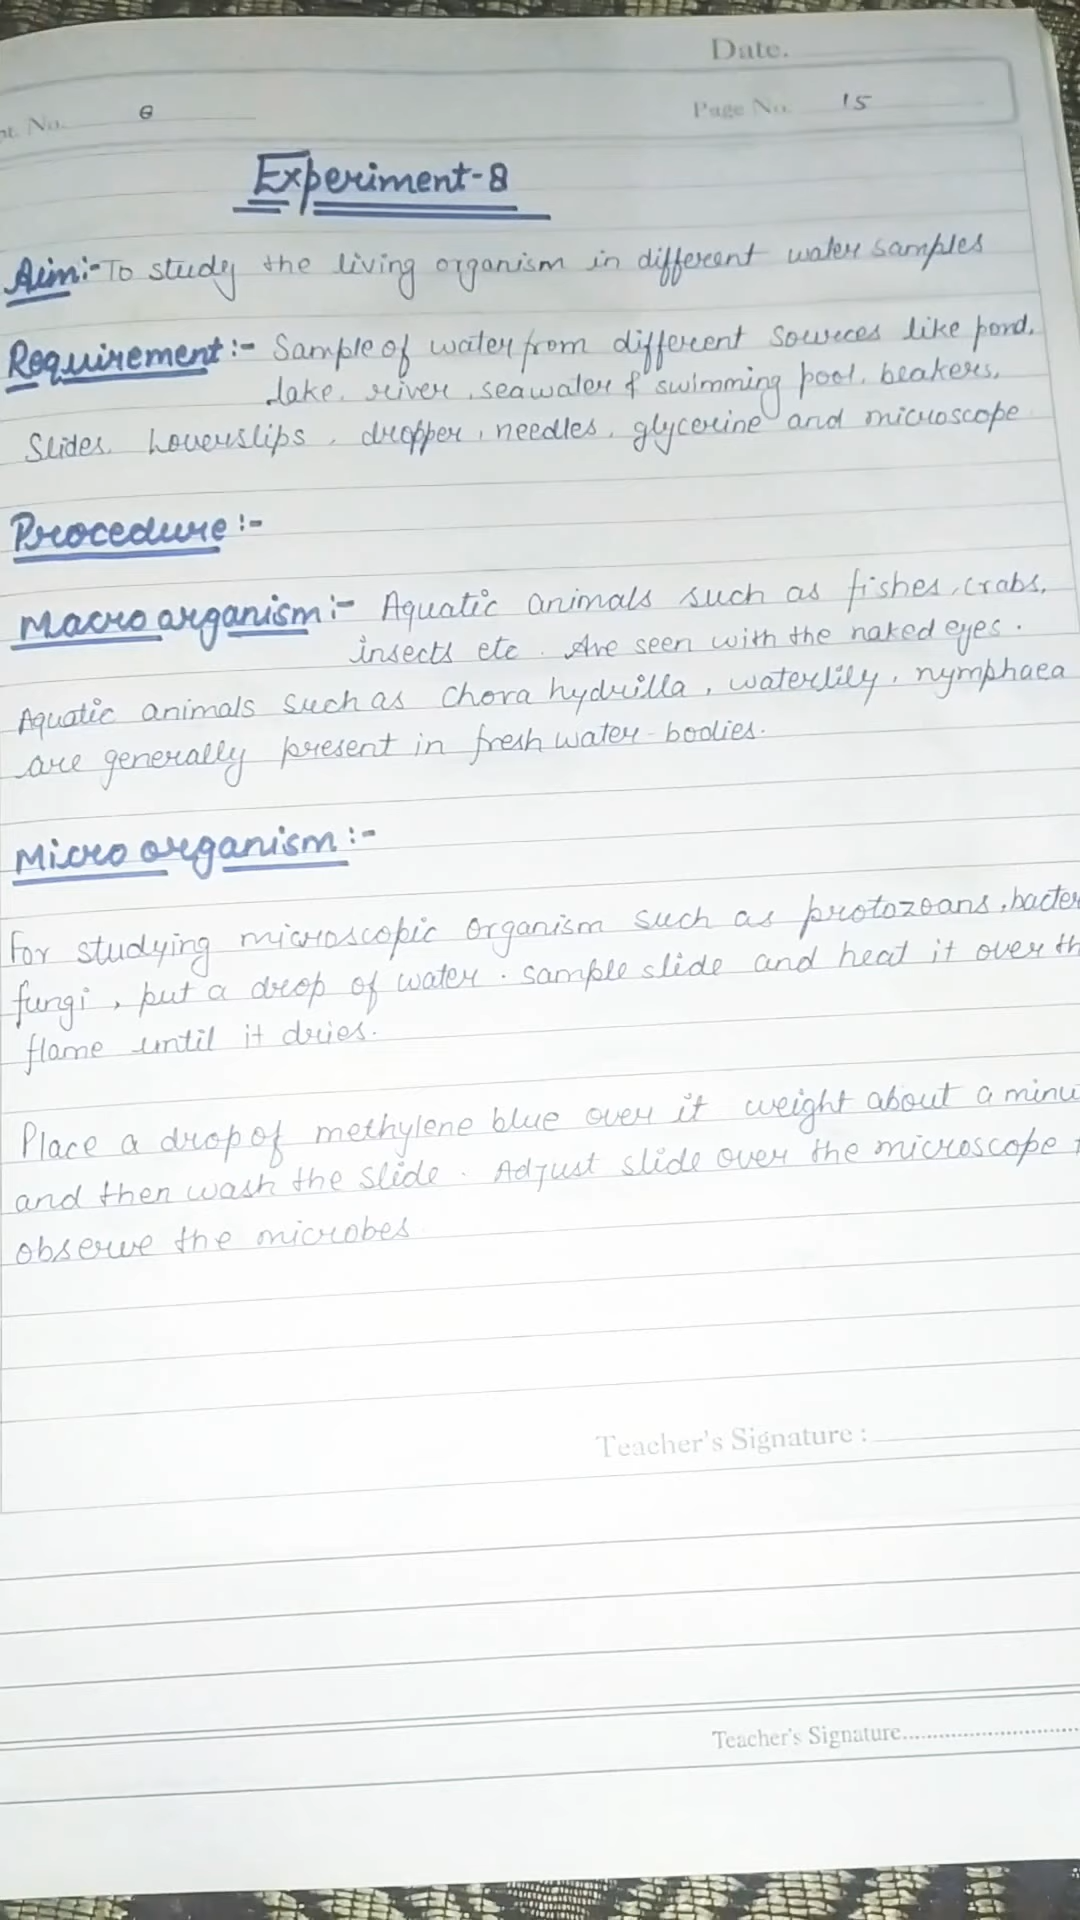 Date.
pt. No. 8
Page No. 15
Experiment-8
Aim:- To study the living organism in different water samples
Requirement:- Sample of water from different sources like pond,
lake, river, seawater & swimming pool, beakers,
Slides, Loverslips, dropper, needles, glycerine and microscope
Procedure:-
Macro organism:- Aquatic animals such as fishes, crabs,
insects etc. Are seen with the naked eyes.
Aquatic animals such as Chora hydrilla, waterlily, nymphaea
are generally present in fresh water bodies.
Micro organism:-
For studying microscopic organism such as protozoans, bacter
fungi, put a drop of water. sample slide and heat it over th
flame until it dries.
Place a drop of methylene blue over it weight about a minu
and then wash the slide. Adjust slide over the microscope
observe the microbes
Teacher's Signature :
Teacher's Signature